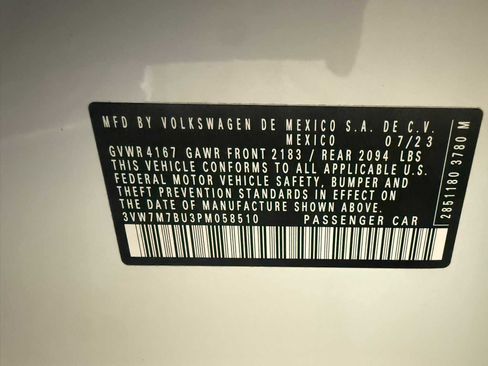 MFD BY VOLKSWAGEN DE MEXICO S.A. DE C.V.
MEXICO 07/23
GVWR 4167 GAWR FRONT 2183 / REAR 2094 LBS
THIS VEHICLE CONFORMS TO ALL APPLICABLE U.S.
FEDERAL MOTOR VEHICLE SAFETY, BUMPER AND
THEFT PREVENTION STANDARDS IN EFFECT ON
THE DATE OF MANUFACTURE SHOWN ABOVE.
3VW7M7BU3PM058510 PASSENGER CAR
2851180 3780 M